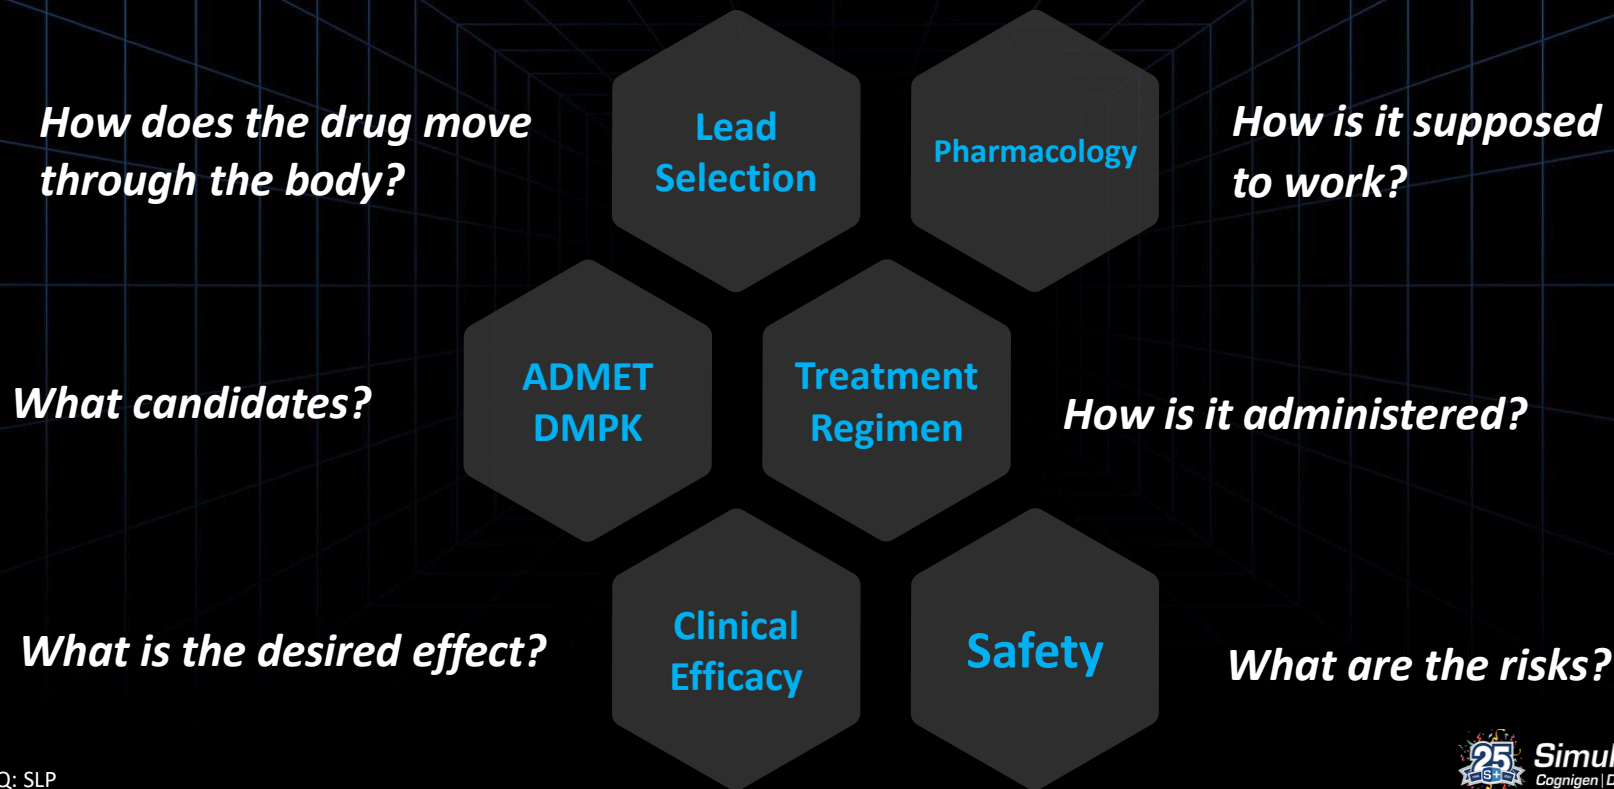 How does the drug move
through the body?
Lead
Selection
Pharmacology
How is it supposed
to work?
What candidates?
ADMET
DMPK
Treatment
Regimen
How is it administered?
What is the desired effect?
Clinical
Efficacy
Safety
What are the risks?
Q: SLP
25
S+
Simul
Cognigen | D